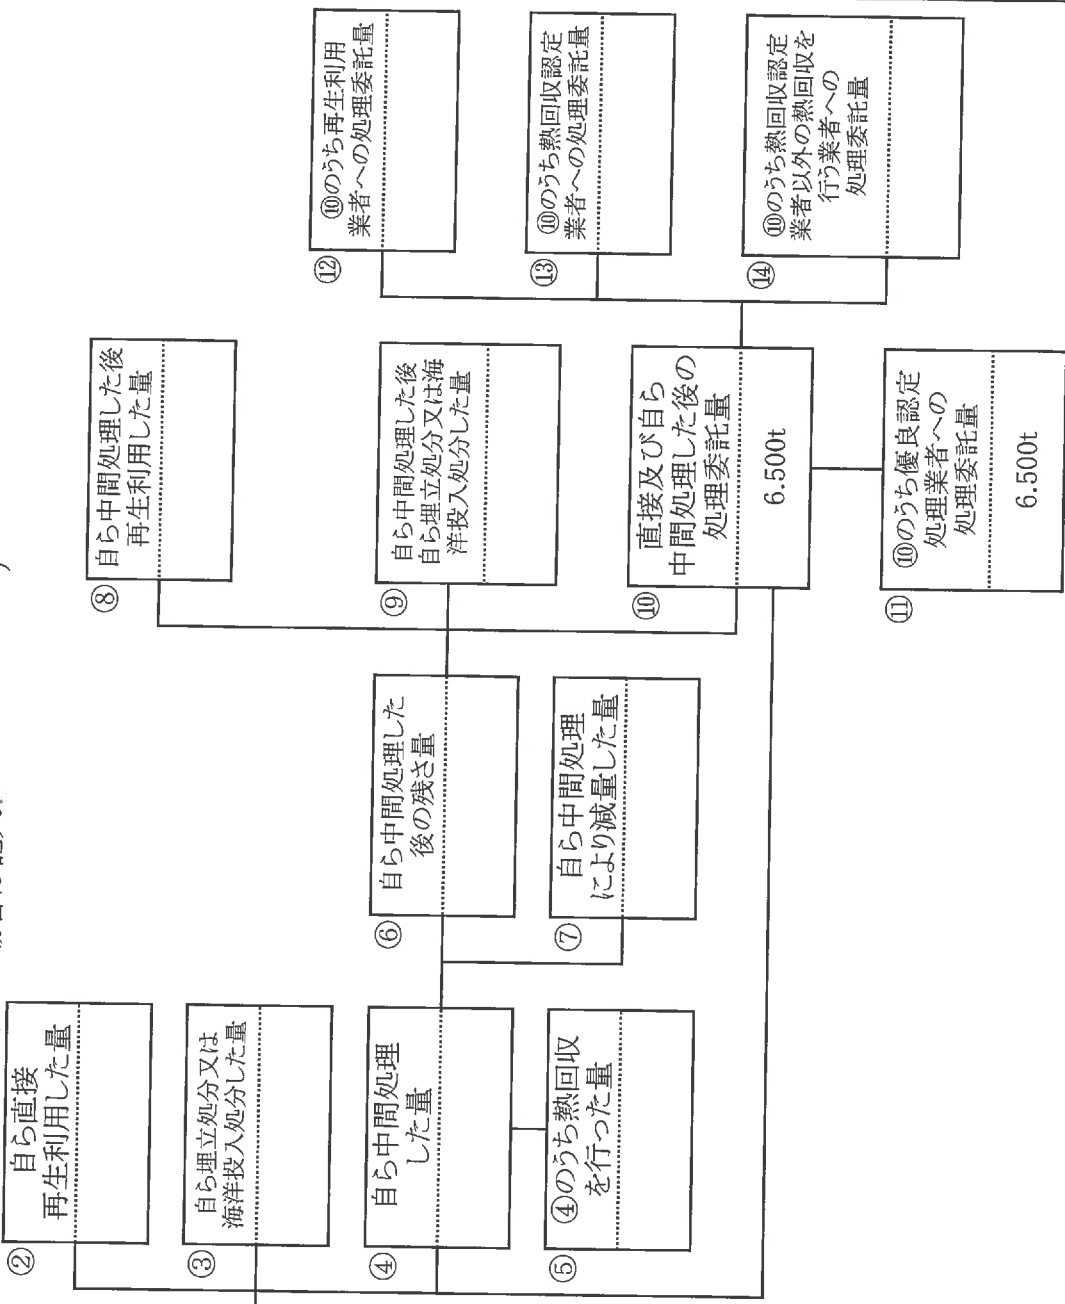 ②
自ら直接
再生利用した量
③
自ら埋立処分又は
海洋投入処分した量
④
自ら中間処理
した量
⑤
④のうち熱回収
を行った量
⑥
自ら中間処理した
後の残さ量
⑦
自ら中間処理
により減量した量
⑧
自ら中間処理した後
再生利用した量
⑨
自ら中間処理した後
自ら埋立処分又は海
洋投入処分した量
⑩
直接及び自ら
中間処理した後の
処理委託量
6.500t
⑪
⑩のうち優良認定
処理業者への
処理委託量
6.500t
⑫
⑩のうち再生利用
業者への処理委託量
⑬
⑩のうち熱回収認定
業者への処理委託量
⑭
⑩のうち熱回収認定
業者以外の熱回収を
行う業者への
処理委託量